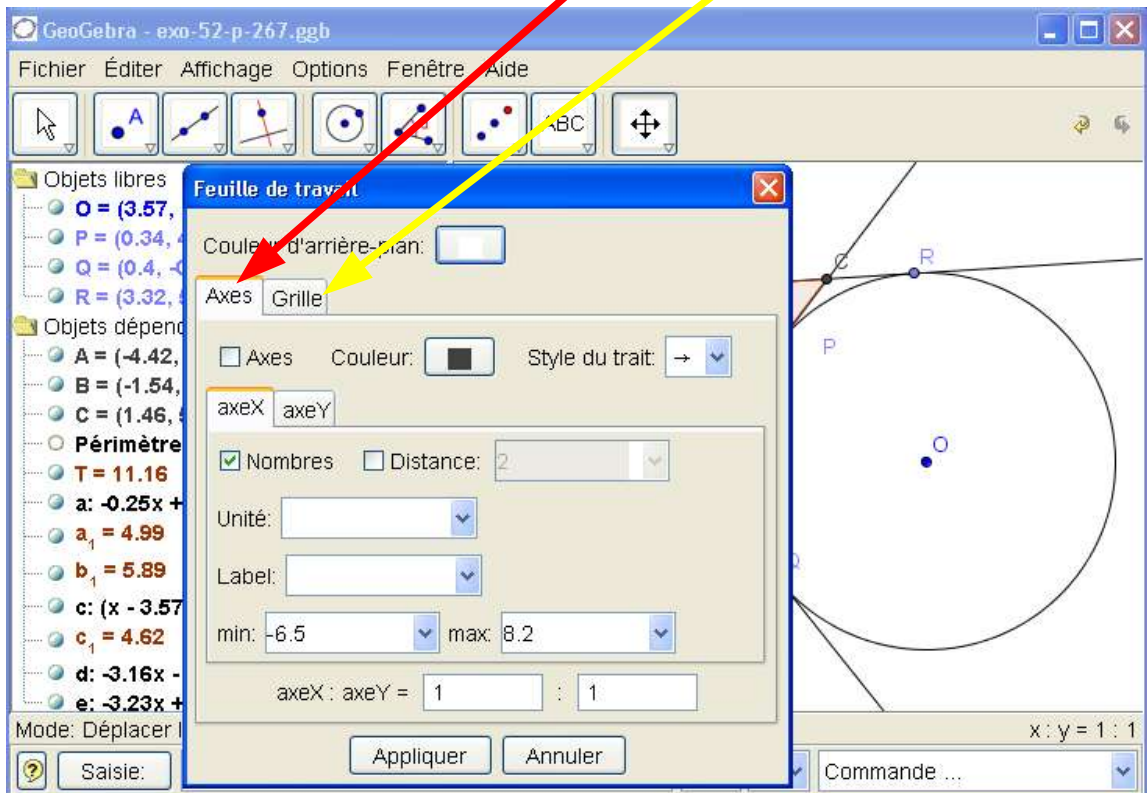 GeoGebra - exo-52-p-267.ggb
Fichier Éditer Affichage Options Fenêtre Aide
A ABC
Objets libres
O = (3.57,
P = (0.34,
Q = (0.4,
R = (3.32,
Objets dépend
A = (-4.42,
B = (-1.54,
C = (1.46,
Périmètre
T = 11.16
a: -0.25x +
a₁ = 4.99
b₁ = 5.89
c: (x - 3.57
c₁ = 4.62
d: -3.16x -
e: -3.23x +
Feuille de travail
Couleur d'arrière-plan:
Axes Grille
Axes Couleur: Style du trait: →
axeX axeY
Nombres Distance: 2
Unité:
Label:
min: -6.5 max: 8.2
axeX : axeY = 1 : 1
Appliquer Annuler
C R
P
O
Mode: Déplacer
x : y = 1 : 1
? Saisie: Commande ...